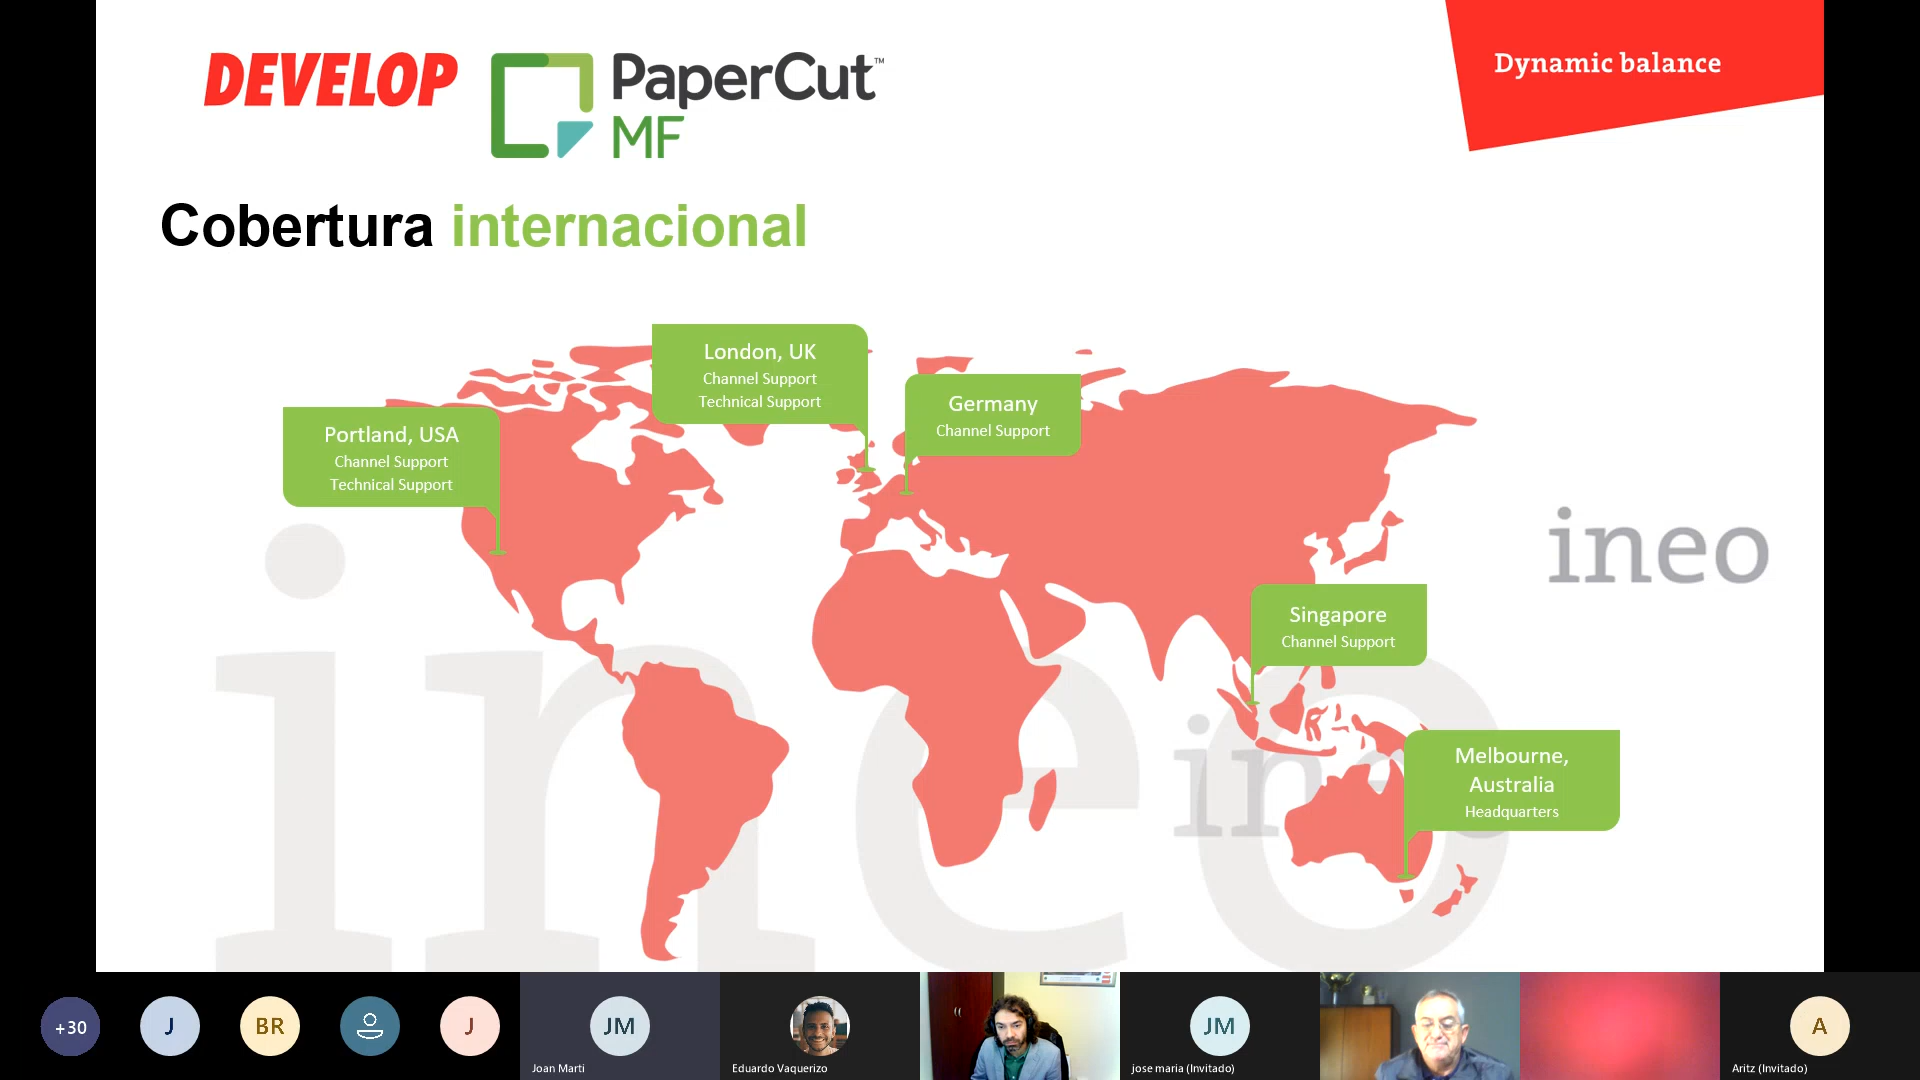 DEVELOP
PaperCut™
MF
Dynamic balance
Cobertura internacional
London, UK
Channel Support
Technical Support
Germany
Channel Support
Portland, USA
Channel Support
Technical Support
ineo
Singapore
Channel Support
Melbourne,
Australia
Headquarters
ineo
ineo
+30
J
BR
J
JM
Joan Marti
Eduardo Vaquerizo
JM
jose maria (Invitado)
A
Aritz (Invitado)